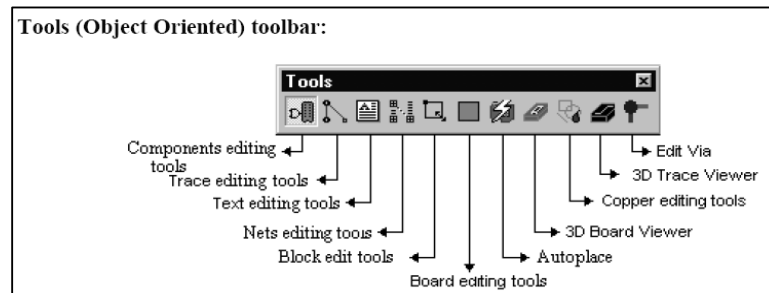 Tools (Object Oriented) toolbar:
Tools
Components editing
tools
Trace editing tools
Text editing tools
Nets editing tools
Block edit tools
Board editing tools
Autoplace
3D Board Viewer
Copper editing tools
3D Trace Viewer
Edit Via